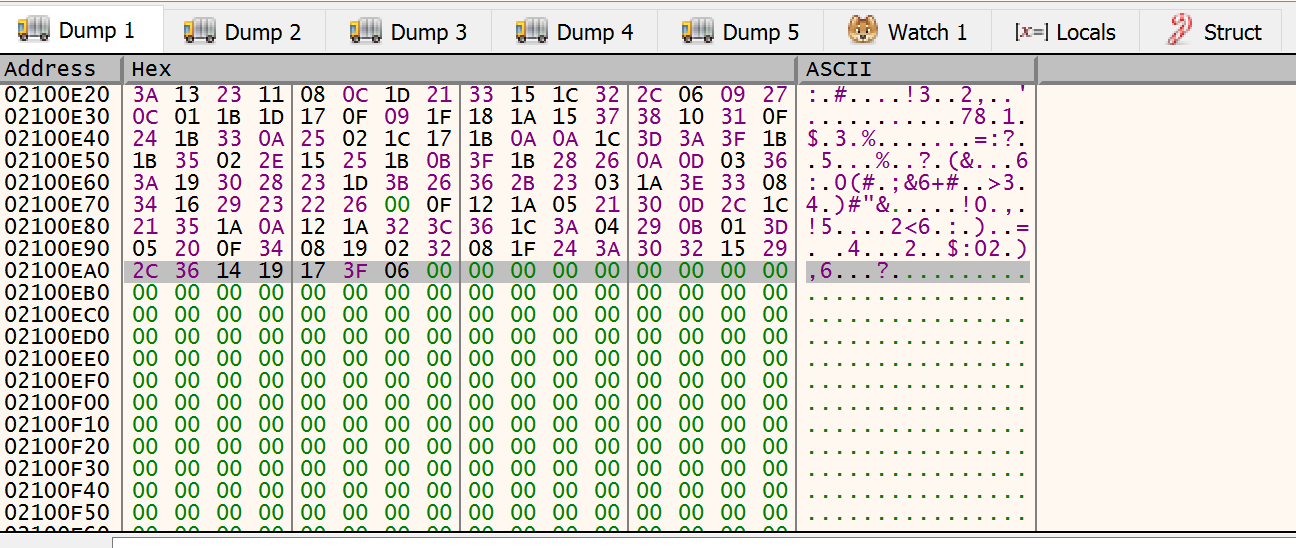 Dump 1 Dump 2 Dump 3 Dump 4 Dump 5 Watch 1 [x=] Locals Struct
Address Hex ASCII
02100E20 3A 13 23 11 08 0C 1D 21 33 15 1C 32 2C 06 09 27 :.#....!3..2,..'
02100E30 0C 01 1B 1D 17 0F 09 1F 18 1A 15 37 38 10 31 0F ...........78.1.
02100E40 24 1B 33 0A 25 02 1C 17 1B 0A 0A 1C 3D 3A 3F 1B $.3.%.......=:?.
02100E50 1B 35 02 2E 15 25 1B 0B 3F 1B 28 26 0A 0D 03 36 .5...%..?.(&...6
02100E60 3A 19 30 28 23 1D 3B 26 36 2B 23 03 1A 3E 33 08 :.0(#.;&6+#..>3.
02100E70 34 16 29 23 22 26 00 0F 12 1A 05 21 30 0D 2C 1C 4.)#"&.....!0.,.
02100E80 21 35 1A 0A 12 1A 32 3C 36 1C 3A 04 29 0B 01 3D !5....2<6.:.)..=
02100E90 05 20 0F 34 08 19 02 32 08 1F 24 3A 30 32 15 29 . .4...2..$:02.)
02100EA0 2C 36 14 19 17 3F 06 00 00 00 00 00 00 00 00 00 ,6...?..........
02100EB0 00 00 00 00 00 00 00 00 00 00 00 00 00 00 00 00 ................
02100EC0 00 00 00 00 00 00 00 00 00 00 00 00 00 00 00 00 ................
02100ED0 00 00 00 00 00 00 00 00 00 00 00 00 00 00 00 00 ................
02100EE0 00 00 00 00 00 00 00 00 00 00 00 00 00 00 00 00 ................
02100EF0 00 00 00 00 00 00 00 00 00 00 00 00 00 00 00 00 ................
02100F00 00 00 00 00 00 00 00 00 00 00 00 00 00 00 00 00 ................
02100F10 00 00 00 00 00 00 00 00 00 00 00 00 00 00 00 00 ................
02100F20 00 00 00 00 00 00 00 00 00 00 00 00 00 00 00 00 ................
02100F30 00 00 00 00 00 00 00 00 00 00 00 00 00 00 00 00 ................
02100F40 00 00 00 00 00 00 00 00 00 00 00 00 00 00 00 00 ................
02100F50 00 00 00 00 00 00 00 00 00 00 00 00 00 00 00 00 ................